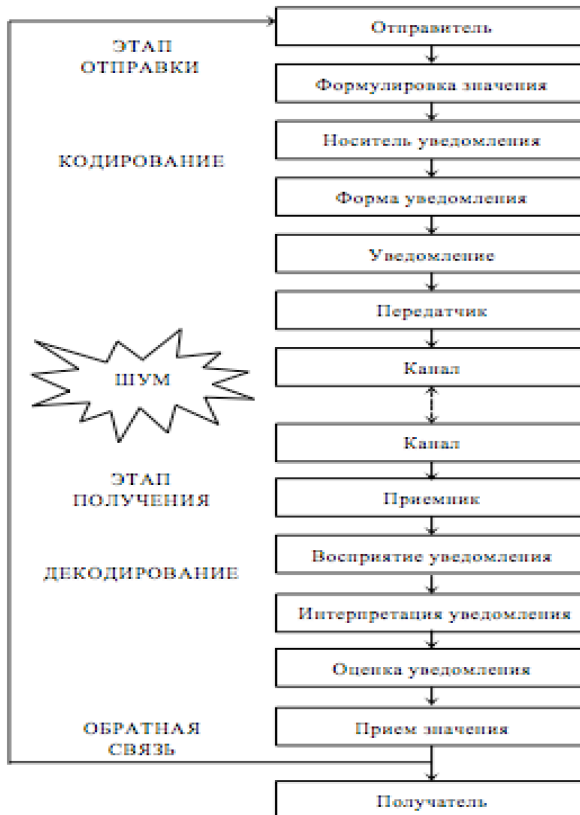 Отправитель
ЭТАП
ОТПРАВКИ
Формулировка значения
Носитель уведомления
КОДИРОВАНИЕ
Форма уведомления
Уведомление
Передатчик
ШУМ
Канал
Канал
ЭТАП
ПОЛУЧЕНИЯ
Приемник
Восприятие уведомления
ДЕКОДИРОВАНИЕ
Интерпретация уведомления
Оценка уведомления
Прием значения
ОБРАТНАЯ
СВЯЗЬ
Получатель